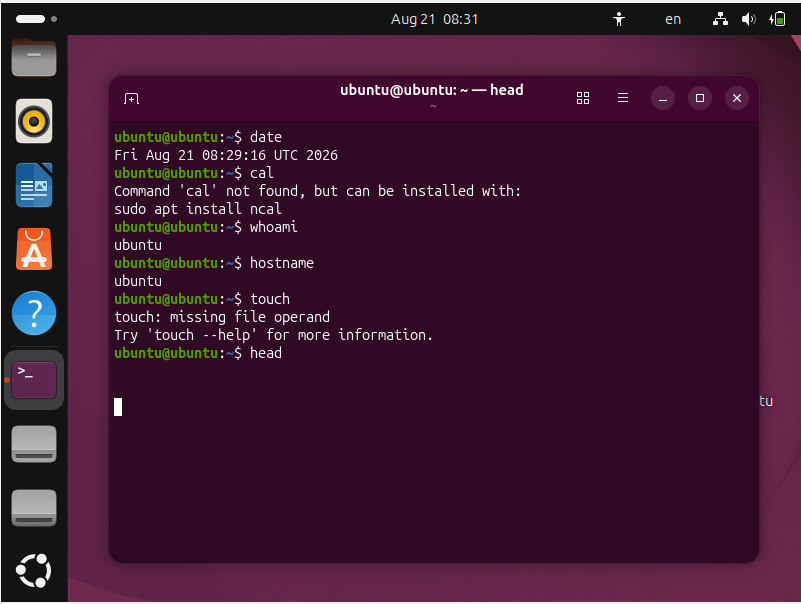 Aug 21 08:31
en
ubuntu@ubuntu: ~ — head
~
ubuntu@ubuntu:~$ date
Fri Aug 21 08:29:16 UTC 2026
ubuntu@ubuntu:~$ cal
Command 'cal' not found, but can be installed with:
sudo apt install ncal
ubuntu@ubuntu:~$ whoami
ubuntu
ubuntu@ubuntu:~$ hostname
ubuntu
ubuntu@ubuntu:~$ touch
touch: missing file operand
Try 'touch --help' for more information.
ubuntu@ubuntu:~$ head
>_
tu